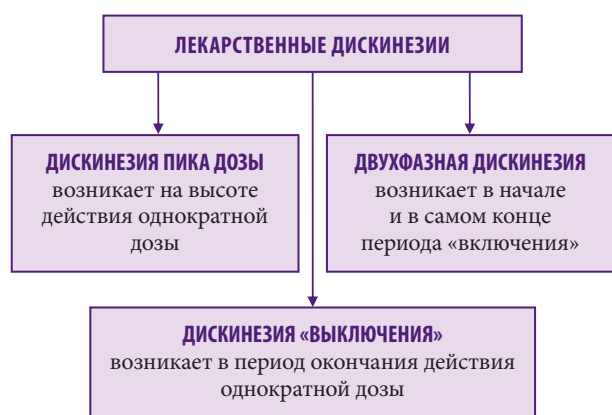 ЛЕКАРСТВЕННЫЕ ДИСКИНЕЗИИ
ДИСКИНЕЗИЯ ПИКА ДОЗЫ
возникает на высоте
действия однократной
дозы
ДВУХФАЗНАЯ ДИСКИНЕЗИЯ
возникает в начале
и в самом конце
периода «включения»
ДИСКИНЕЗИЯ «ВЫКЛЮЧЕНИЯ»
возникает в период окончания действия
однократной дозы